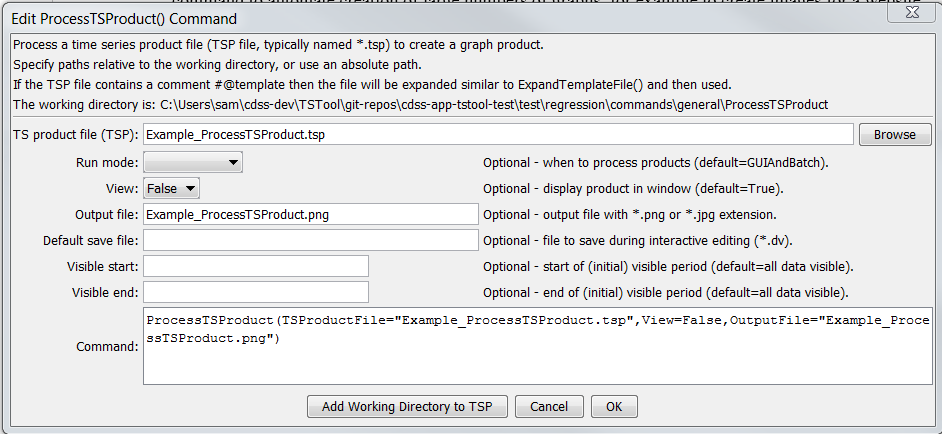 Edit ProcessTSProduct() Command
Process a time series product file (TSP file, typically named *.tsp) to create a graph product.
Specify paths relative to the working directory, or use an absolute path.
If the TSP file contains a comment #@template then the file will be expanded similar to ExpandTemplateFile() and then used.
The working directory is: C:\Users\sam\cdss-dev\TSTool\git-repos\cdss-app-tstool-test\test\regression\commands\general\ProcessTSProduct
TS product file (TSP): Example_ProcessTSProduct.tsp Browse
Run mode: Optional - when to process products (default=GUIAndBatch).
View: False Optional - display product in window (default=True).
Output file: Example_ProcessTSProduct.png Optional - output file with *.png or *.jpg extension.
Default save file: Optional - file to save during interactive editing (*.dv).
Visible start: Optional - start of (initial) visible period (default=all data visible).
Visible end: Optional - end of (initial) visible period (default=all data visible).
Command: ProcessTSProduct(TSProductFile="Example_ProcessTSProduct.tsp",View=False,OutputFile="Example_Proce
ssTSProduct.png")
Add Working Directory to TSP Cancel OK